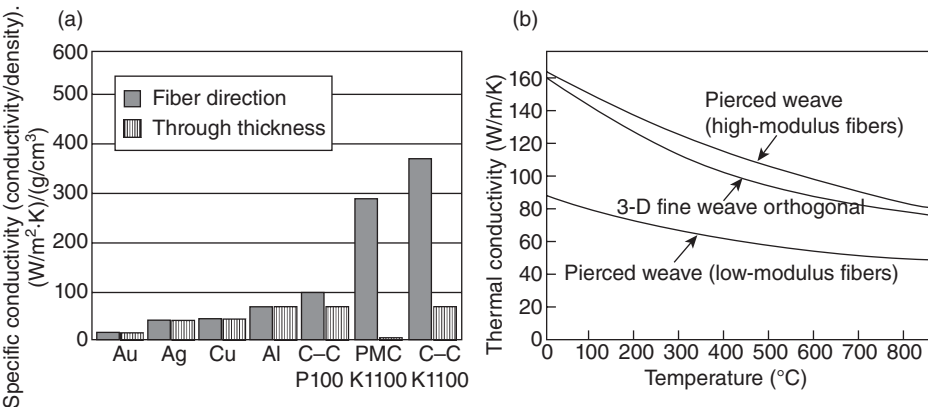 (a)
Specific conductivity (conductivity/density).
(W/m²·K)/(g/cm³)
600
500
400
300
200
100
0
Fiber direction
Through thickness
Au Ag Cu Al C–C PMC C–C
P100 K1100 K1100
(b)
Thermal conductivity (W/m/K)
160
140
120
100
80
60
40
20
0
Pierced weave
(high-modulus fibers)
3-D fine weave orthogonal
Pierced weave (low-modulus fibers)
0 100 200 300 400 500 600 700 800
Temperature (°C)